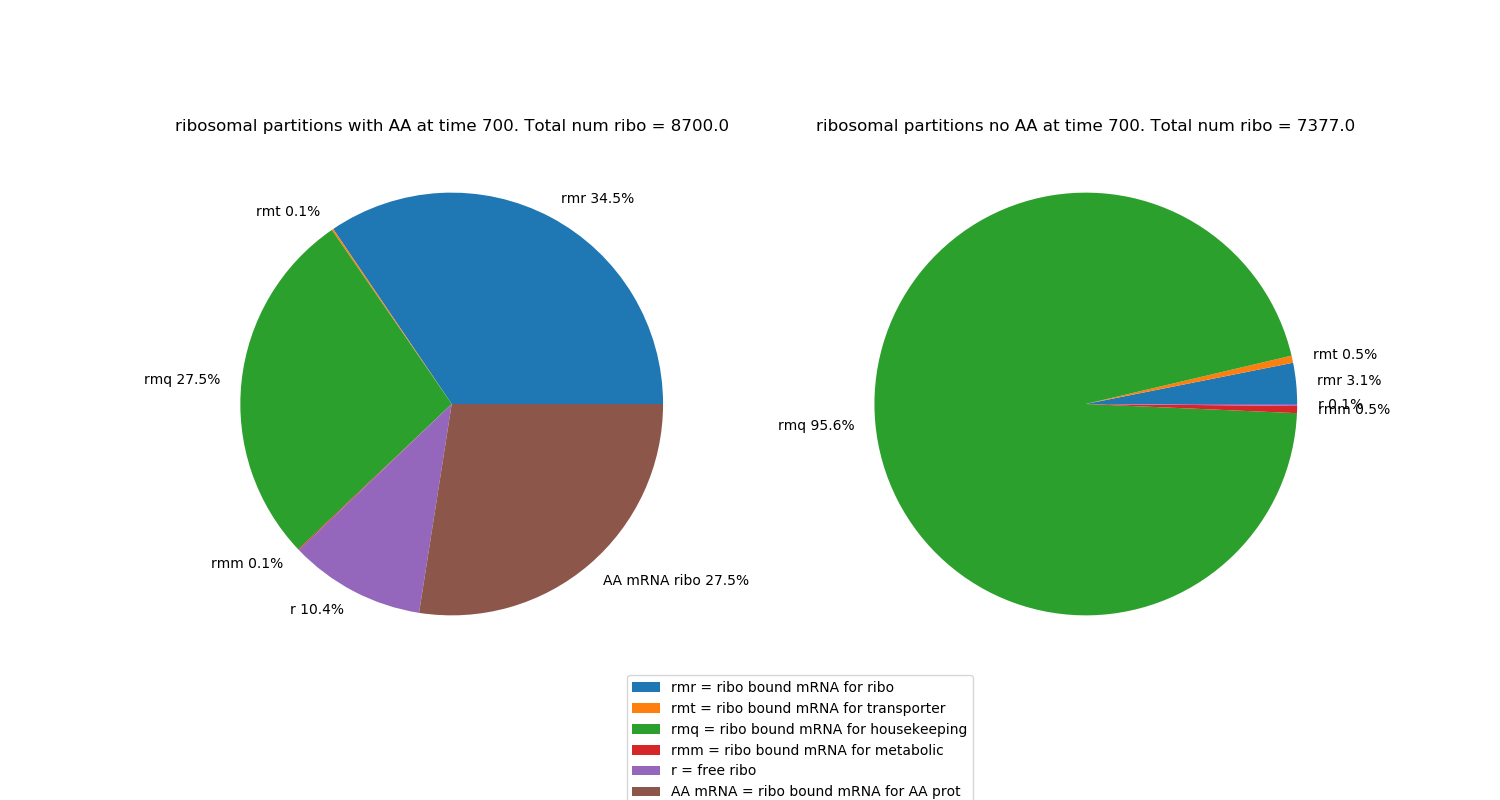 ribosomal partitions with AA at time 700. Total num ribo = 8700.0
rmr 34.5%
rmt 0.1%
rmq 27.5%
rmm 0.1%
r 10.4%
AA mRNA ribo 27.5%
ribosomal partitions no AA at time 700. Total num ribo = 7377.0
rmt 0.5%
rmr 3.1%
r 0.1%
rmm 0.5%
rmq 95.6%
rmr = ribo bound mRNA for ribo
rmt = ribo bound mRNA for transporter
rmq = ribo bound mRNA for housekeeping
rmm = ribo bound mRNA for metabolic
r = free ribo
AA mRNA = ribo bound mRNA for AA prot